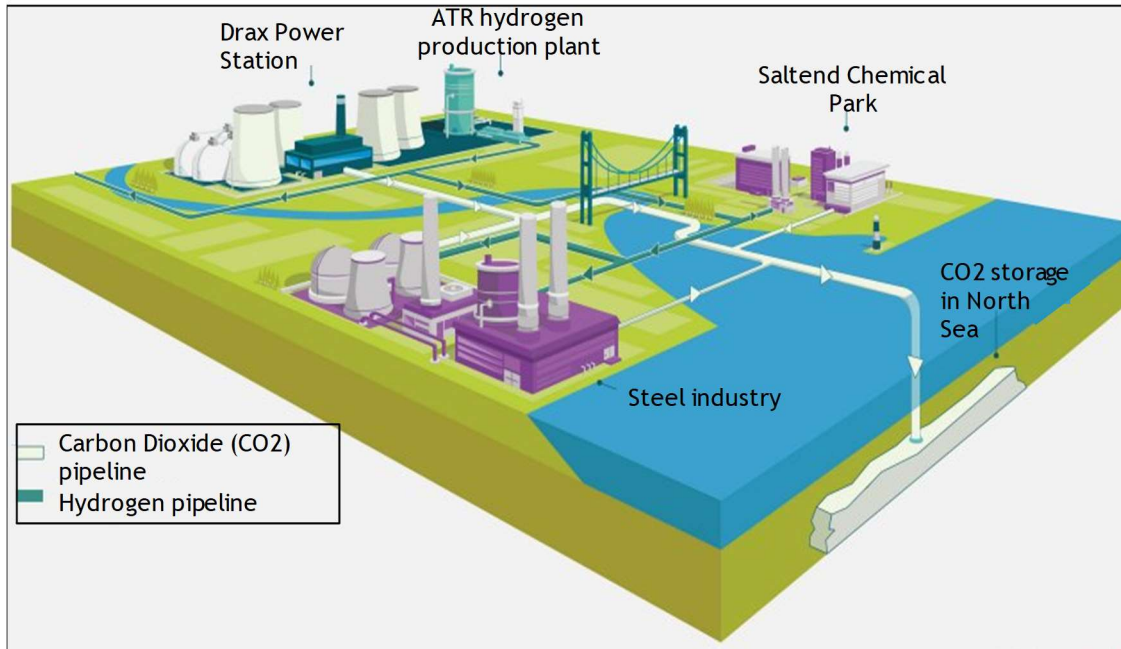 Drax Power
Station
ATR hydrogen
production plant
Saltend Chemical
Park
CO2 storage
in North
Sea
Steel industry
Carbon Dioxide (CO2)
pipeline
Hydrogen pipeline